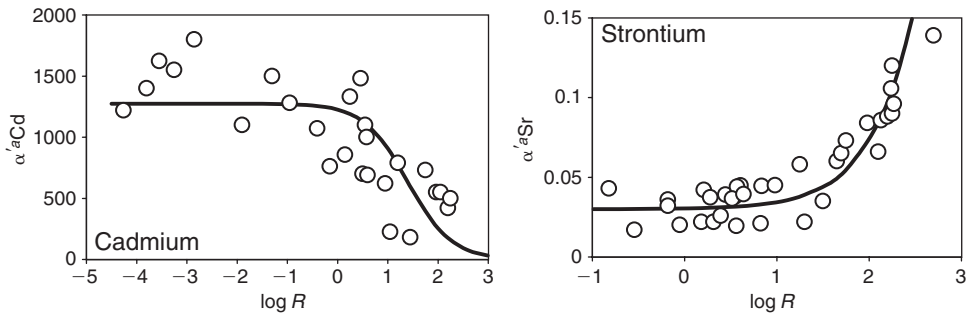 α′ᵃCd
2000
1500
1000
500
0
Cadmium
−5 −4 −3 −2 −1 0 1 2 3
log R
α′ᵃSr
0.15
0.1
0.05
0
Strontium
−1 0 1 2 3
log R